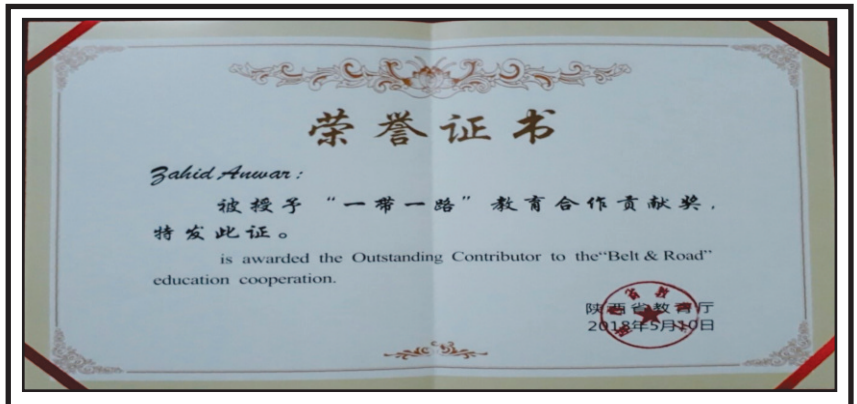 荣誉证书
Zahid Anwar:
被授予“一带一路”教育合作贡献奖,
特发此证。
is awarded the Outstanding Contributor to the“Belt & Road”
education cooperation.
陕西省教育厅
2018年5月10日